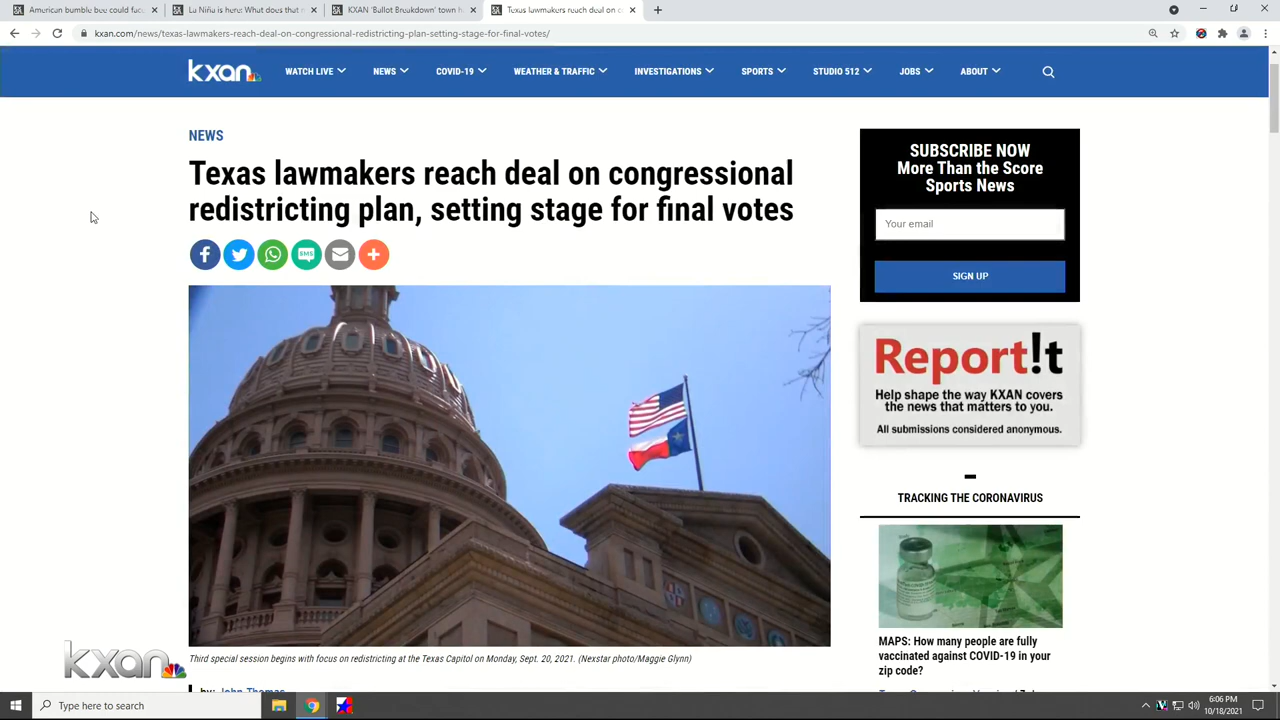 American bumble bee could fac
La Niña is here: What does that m
KXAN 'Ballot Breakdown' town h
Texas lawmakers reach deal on c
kxan.com/news/texas-lawmakers-reach-deal-on-congressional-redistricting-plan-setting-stage-for-final-votes/
kxan
WATCH LIVE
NEWS
COVID-19
WEATHER & TRAFFIC
INVESTIGATIONS
SPORTS
STUDIO 512
JOBS
ABOUT
NEWS
Texas lawmakers reach deal on congressional
redistricting plan, setting stage for final votes
SMS
Third special session begins with focus on redistricting at the Texas Capitol on Monday, Sept. 20, 2021. (Nexstar photo/Maggie Glynn)
by: John Thomas
SUBSCRIBE NOW
More Than the Score
Sports News
Your email
SIGN UP
Report!t
Help shape the way KXAN covers
the news that matters to you.
All submissions considered anonymous.
TRACKING THE CORONAVIRUS
MAPS: How many people are fully
vaccinated against COVID-19 in your
zip code?
kxan
Type here to search
6:06 PM
10/18/2021